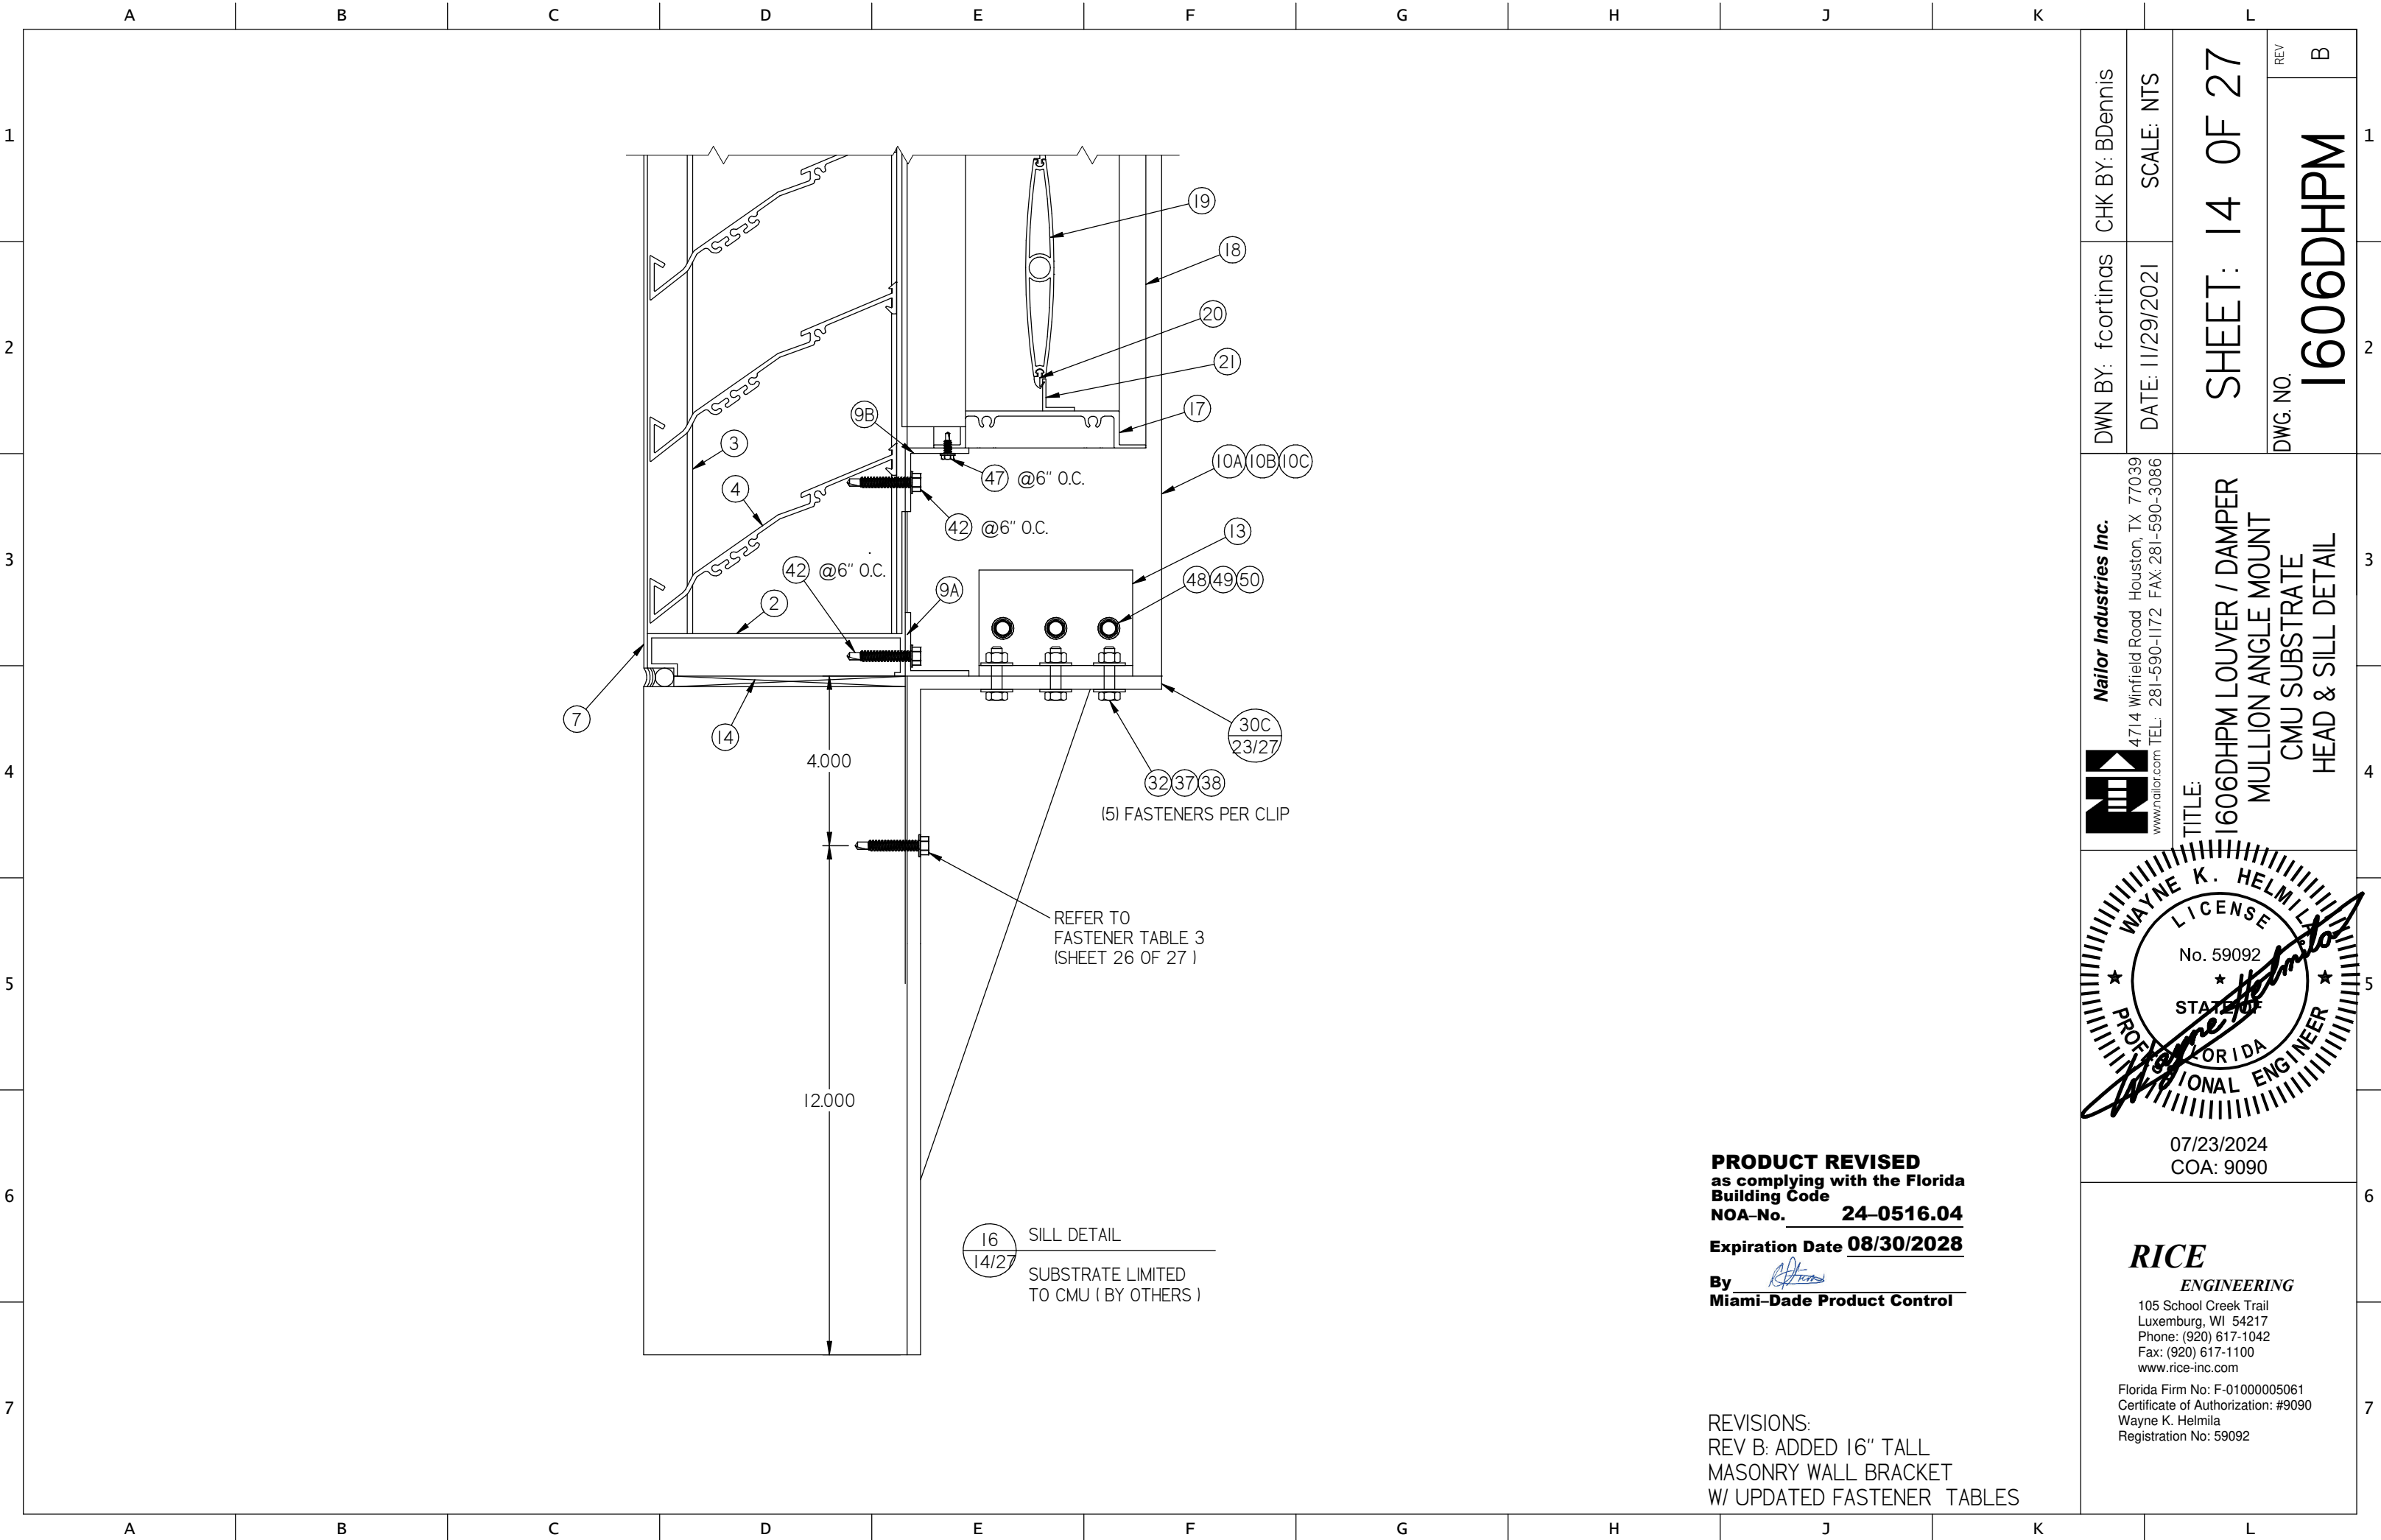 A B C D E F G H J K L
1
2
3
4
5
6
7
19
18
20
21
17
9B
3
4
47 @6" O.C.
42 @6" O.C.
10A 10B 10C
13
42 @6" O.C.
9A
48 49 50
2
7
14
30C
23/27
4.000
32 37 38
(5) FASTENERS PER CLIP
REFER TO
FASTENER TABLE 3
(SHEET 26 OF 27 )
12.000
16
14/27
SILL DETAIL
SUBSTRATE LIMITED
TO CMU ( BY OTHERS )
PRODUCT REVISED
as complying with the Florida
Building Code
NOA–No. 24–0516.04
Expiration Date 08/30/2028
By
Miami–Dade Product Control
REVISIONS:
REV B: ADDED 16" TALL
MASONRY WALL BRACKET
W/ UPDATED FASTENER TABLES
DWN BY: fcortinas CHK BY: BDennis
DATE: 11/29/2021 SCALE: NTS
SHEET: 14 OF 27
DWG. NO.
1606DHPM
REV
B
Nailor Industries Inc.
4714 Winfield Road Houston, TX 77039
www.nailor.com TEL: 281-590-1172 FAX: 281-590-3086
TITLE:
1606DHPM LOUVER / DAMPER
MULLION ANGLE MOUNT
CMU SUBSTRATE
HEAD & SILL DETAIL
WAYNE K. HELMILA
LICENSE
No. 59092
STATE OF
FLORIDA
PROFESSIONAL ENGINEER
Wayne K Helmila
07/23/2024
COA: 9090
RICE
ENGINEERING
105 School Creek Trail
Luxemburg, WI 54217
Phone: (920) 617-1042
Fax: (920) 617-1100
www.rice-inc.com
Florida Firm No: F-01000005061
Certificate of Authorization: #9090
Wayne K. Helmila
Registration No: 59092
1
2
3
4
5
6
7
A B C D E F G H J K L